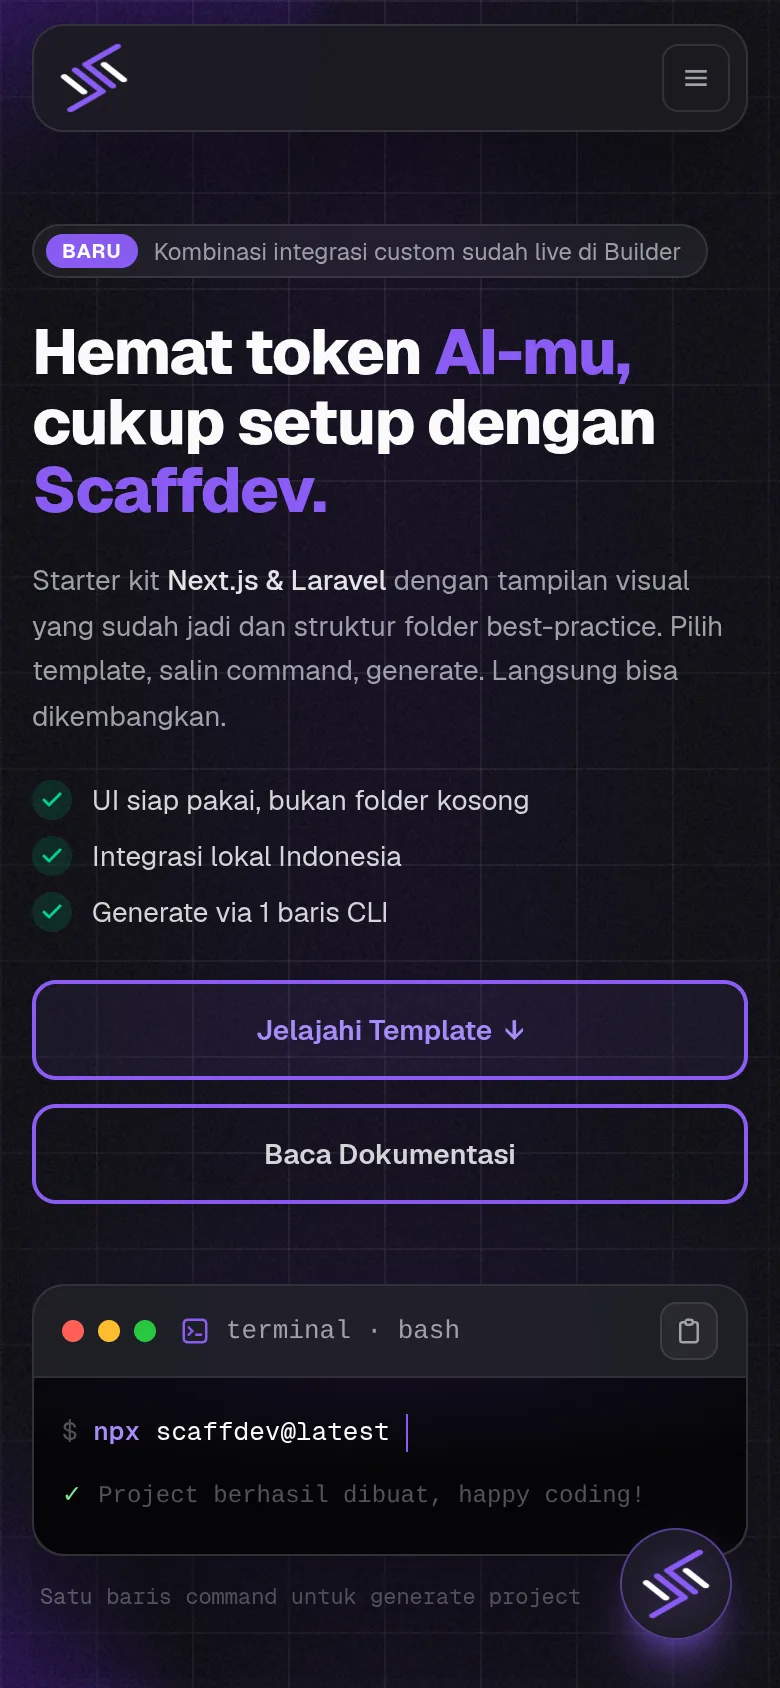 BARU Kombinasi integrasi custom sudah live di Builder
Hemat token AI-mu,
cukup setup dengan
Scaffdev.
Starter kit Next.js & Laravel dengan tampilan visual
yang sudah jadi dan struktur folder best-practice. Pilih
template, salin command, generate. Langsung bisa
dikembangkan.
UI siap pakai, bukan folder kosong
Integrasi lokal Indonesia
Generate via 1 baris CLI
Jelajahi Template ↓
Baca Dokumentasi
terminal · bash
$ npx scaffdev@latest
✓ Project berhasil dibuat, happy coding!
Satu baris command untuk generate project